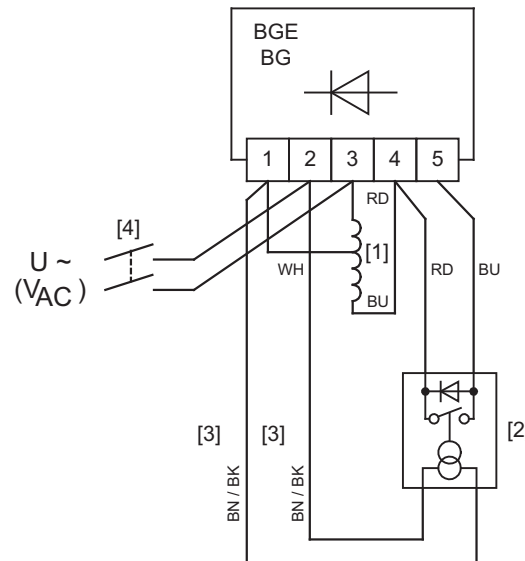 BGE
BG
1 2 3 4 5
RD
[4]
[1]
U ~
WH
RD
BU
(VAC)
BU
[3]
[3]
[2
BN / BK
BN / BK